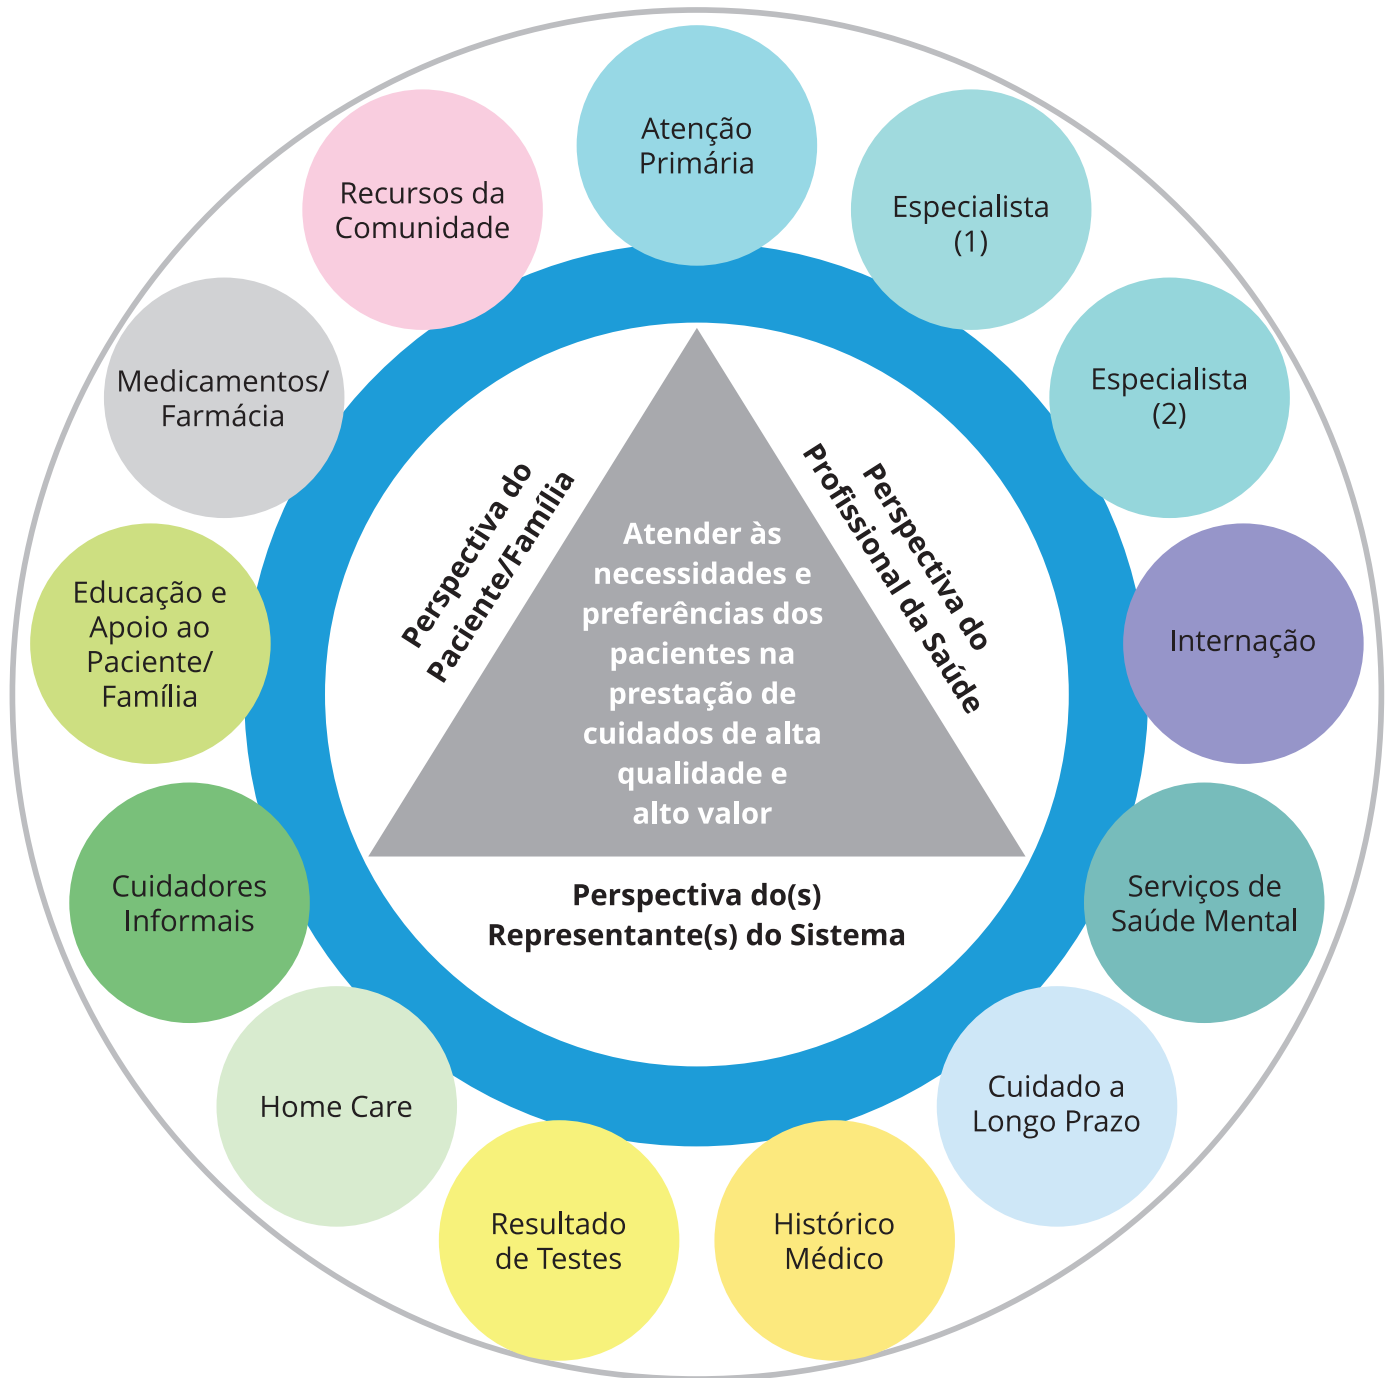 Atenção
Primária
Especialista
(1)
Especialista
(2)
Internação
Serviços de
Saúde Mental
Cuidado a
Longo Prazo
Histórico
Médico
Resultado
de Testes
Home Care
Cuidadores
Informais
Educação e
Apoio ao
Paciente/
Família
Medicamentos/
Farmácia
Recursos da
Comunidade
Perspectiva do
Paciente/Família
Perspectiva do
Profissional da Saúde
Atender às
necessidades e
preferências dos
pacientes na
prestação de
cuidados de alta
qualidade e
alto valor
Perspectiva do(s)
Representante(s) do Sistema